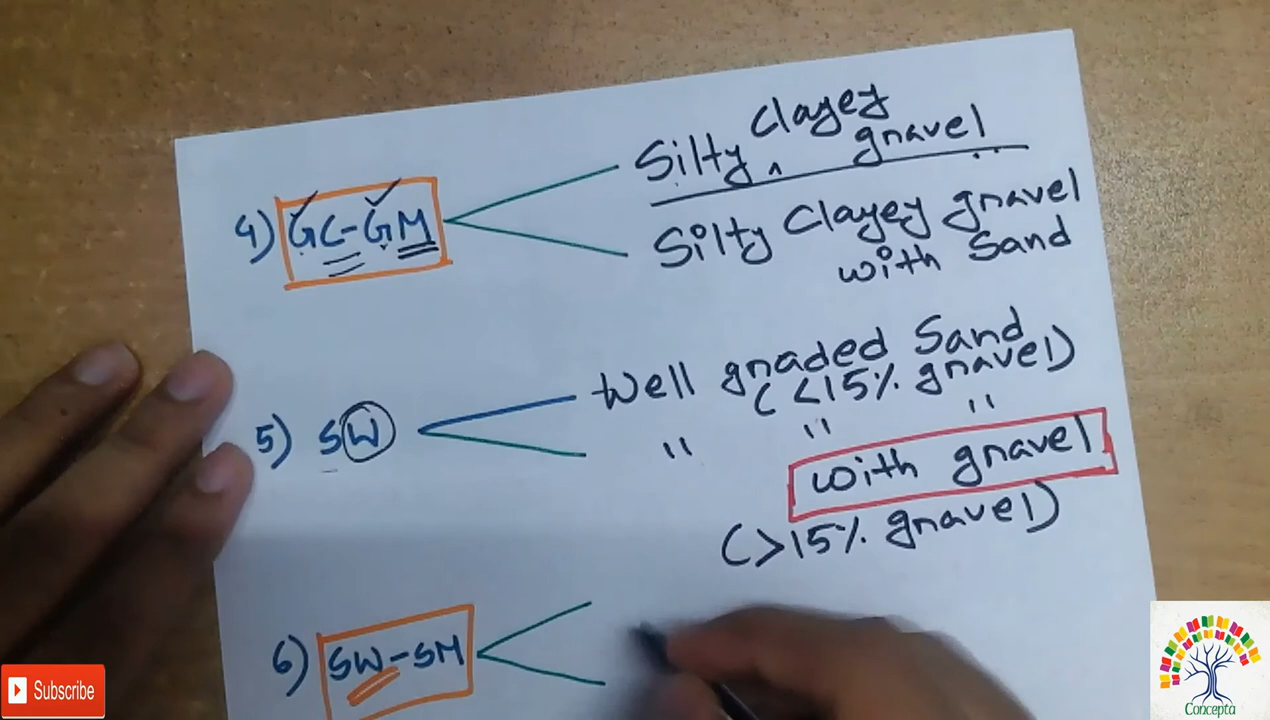 4) GC-GM
Silty ^ Clayey gravel
Silty Clayey gravel
with Sand
5) SW
Well graded Sand
(<15% gravel)
" " "
with gravel
(>15% gravel)
6) SW-SM
Subscribe
Concepta